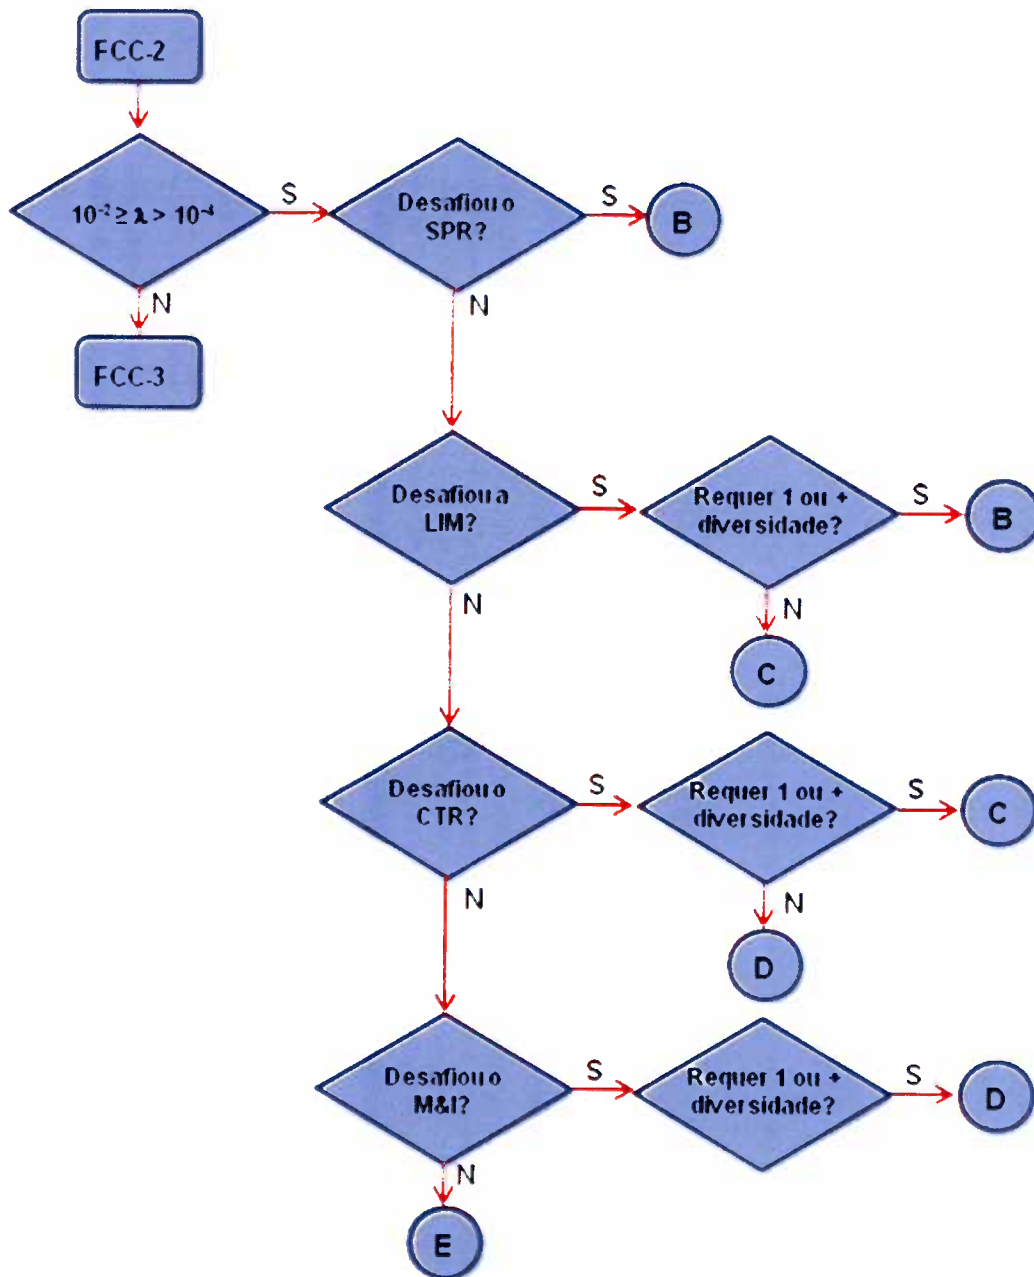 FCC-2
10⁻² ≥ λ > 10⁻⁴
S
Desafiou o
SPR?
S
B
N
FCC-3
N
Desafiou a
LIM?
S
Requer 1 ou +
diversidade?
S
B
N
C
N
Desafiou o
CTR?
S
Requer 1 ou +
diversidade?
S
C
N
D
N
Desafiou o
M&I?
S
Requer 1 ou +
diversidade?
S
D
N
E